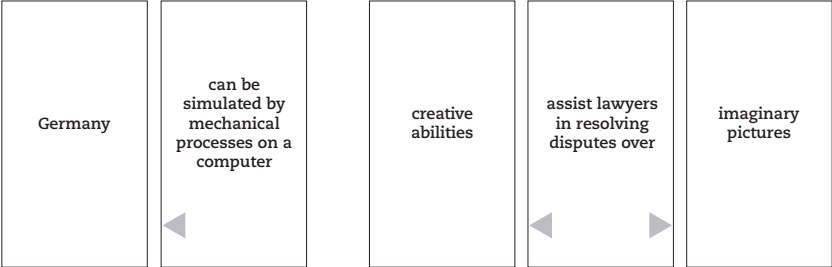 Germany
can be
simulated by
mechanical
processes on a
computer
creative
abilities
assist lawyers
in resolving
disputes over
imaginary
pictures